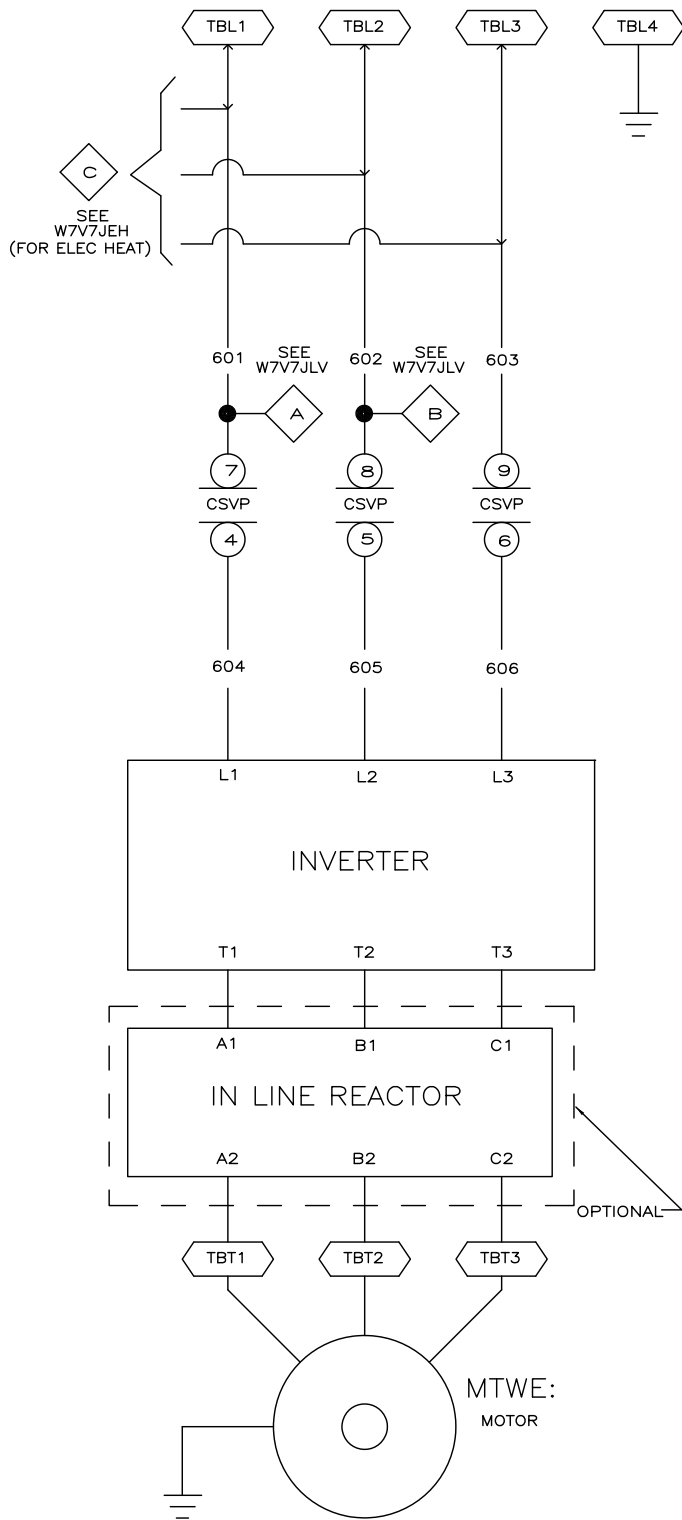 TBL1 TBL2 TBL3 TBL4
C
SEE
W7V7JEH
(FOR ELEC HEAT)
601 SEE 602 SEE 603
W7V7JLV W7V7JLV
A B
7 8 9
CSVP CSVP CSVP
4 5 6
604 605 606
L1 L2 L3
INVERTER
T1 T2 T3
A1 B1 C1
IN LINE REACTOR
A2 B2 C2
OPTIONAL
TBT1 TBT2 TBT3
MTWE:
MOTOR